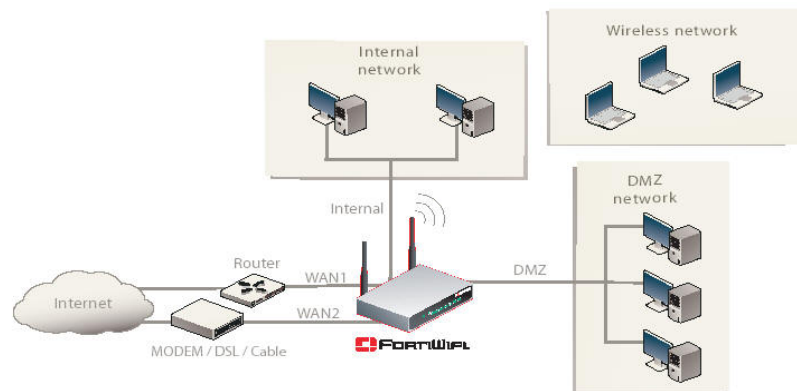 Internal
network
Wireless network
DMZ
network
Internal
Router
WAN1
DMZ
Internet
WAN2
MODEM / DSL / Cable
FORTIWIFI